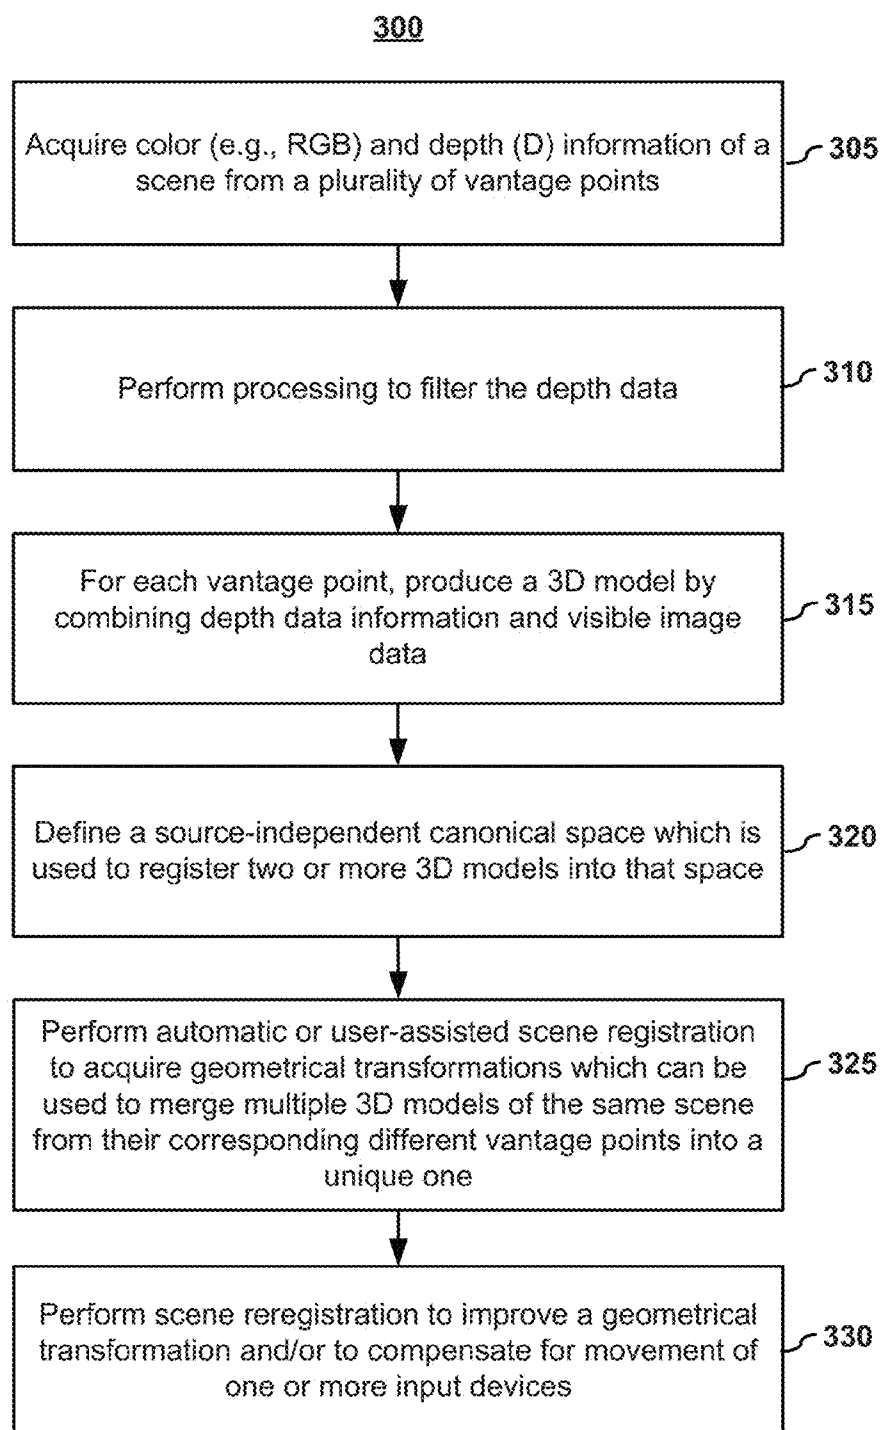 300
Acquire color (e.g., RGB) and depth (D) information of a
scene from a plurality of vantage points
305
Perform processing to filter the depth data
310
For each vantage point, produce a 3D model by
combining depth data information and visible image
data
315
Define a source-independent canonical space which is
used to register two or more 3D models into that space
320
Perform automatic or user-assisted scene registration
to acquire geometrical transformations which can be
used to merge multiple 3D models of the same scene
from their corresponding different vantage points into a
unique one
325
Perform scene reregistration to improve a geometrical
transformation and/or to compensate for movement of
one or more input devices
330